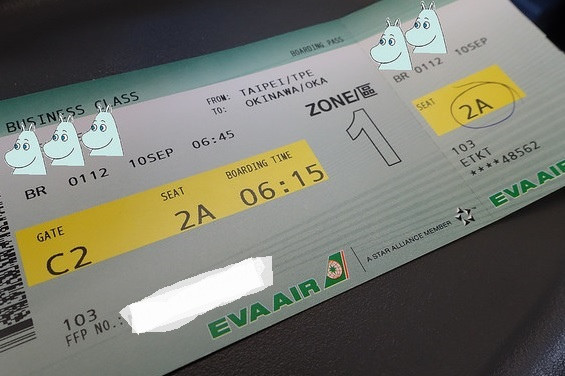 BOARDING PASS
BUSINESS CLASS
FROM: TAIPEI/TPE
TO: OKINAWA/OKA
BR 0112 10SEP 06:45
ZONE/區
1
GATE SEAT BOARDING TIME
C2 2A 06:15
103
FFP NO.:
EVA AIR
A STAR ALLIANCE MEMBER
BR 0112 10SEP
SEAT
2A
103
ETKT
****48562
EVA AIR